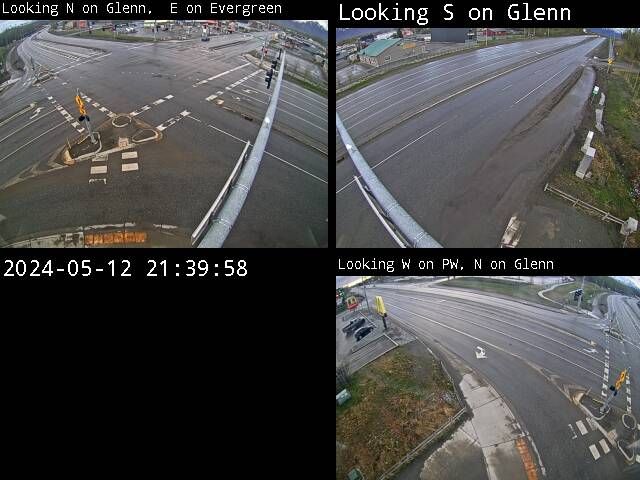 Looking N on Glenn,  E on Evergreen
Looking S on Glenn
2024-05-12 21:39:58
Looking W on PW, N on Glenn